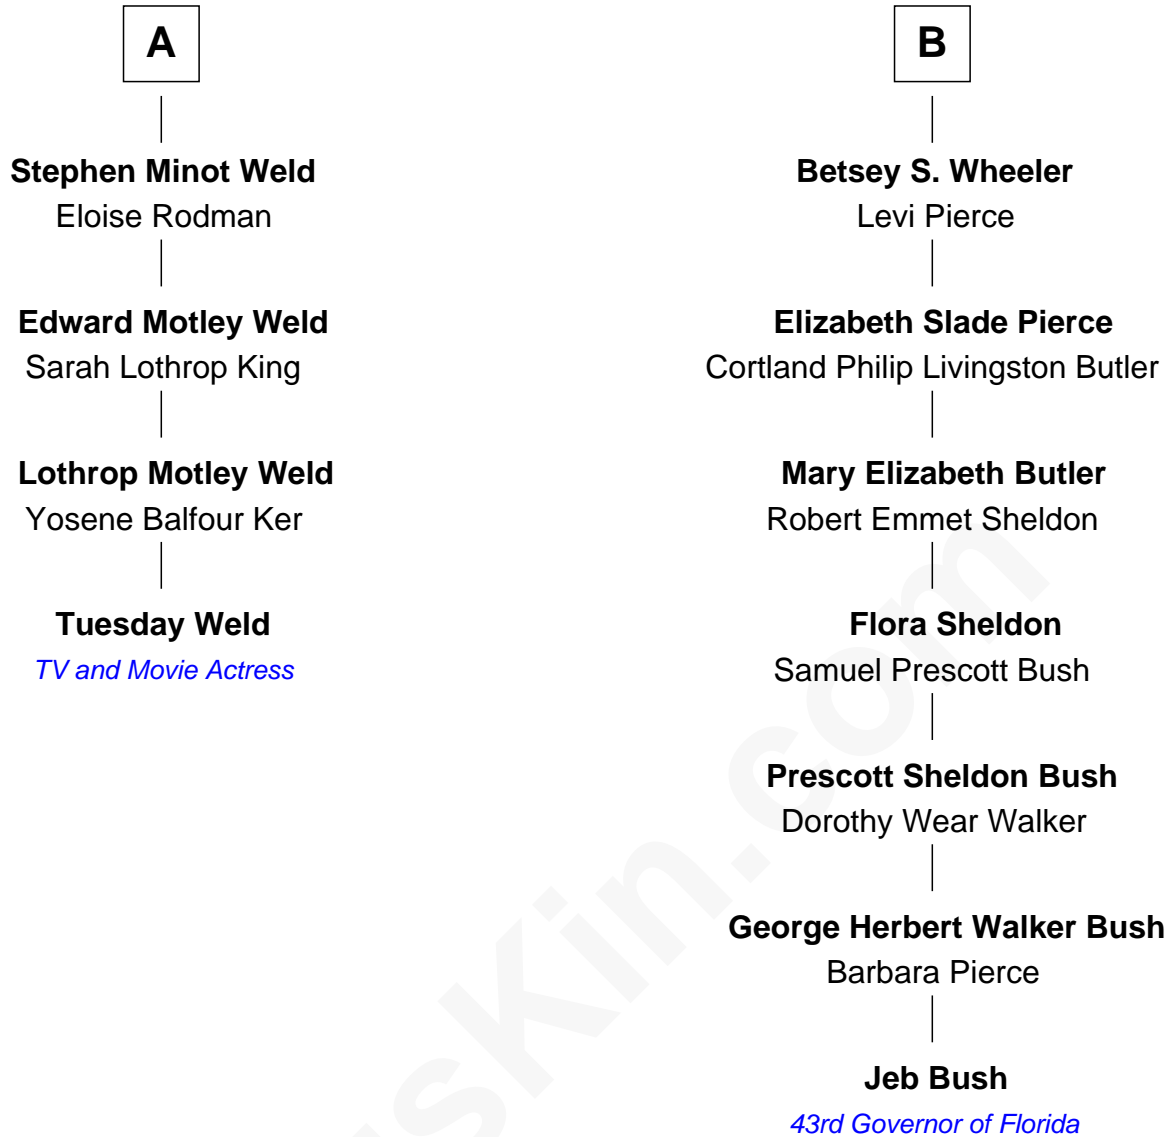 A
Stephen Minot Weld
Eloise Rodman
Edward Motley Weld
Sarah Lothrop King
Lothrop Motley Weld
Yosene Balfour Ker
Tuesday Weld
TV and Movie Actress
B
Betsey S. Wheeler
Levi Pierce
Elizabeth Slade Pierce
Cortland Philip Livingston Butler
Mary Elizabeth Butler
Robert Emmet Sheldon
Flora Sheldon
Samuel Prescott Bush
Prescott Sheldon Bush
Dorothy Wear Walker
George Herbert Walker Bush
Barbara Pierce
Jeb Bush
43rd Governor of Florida